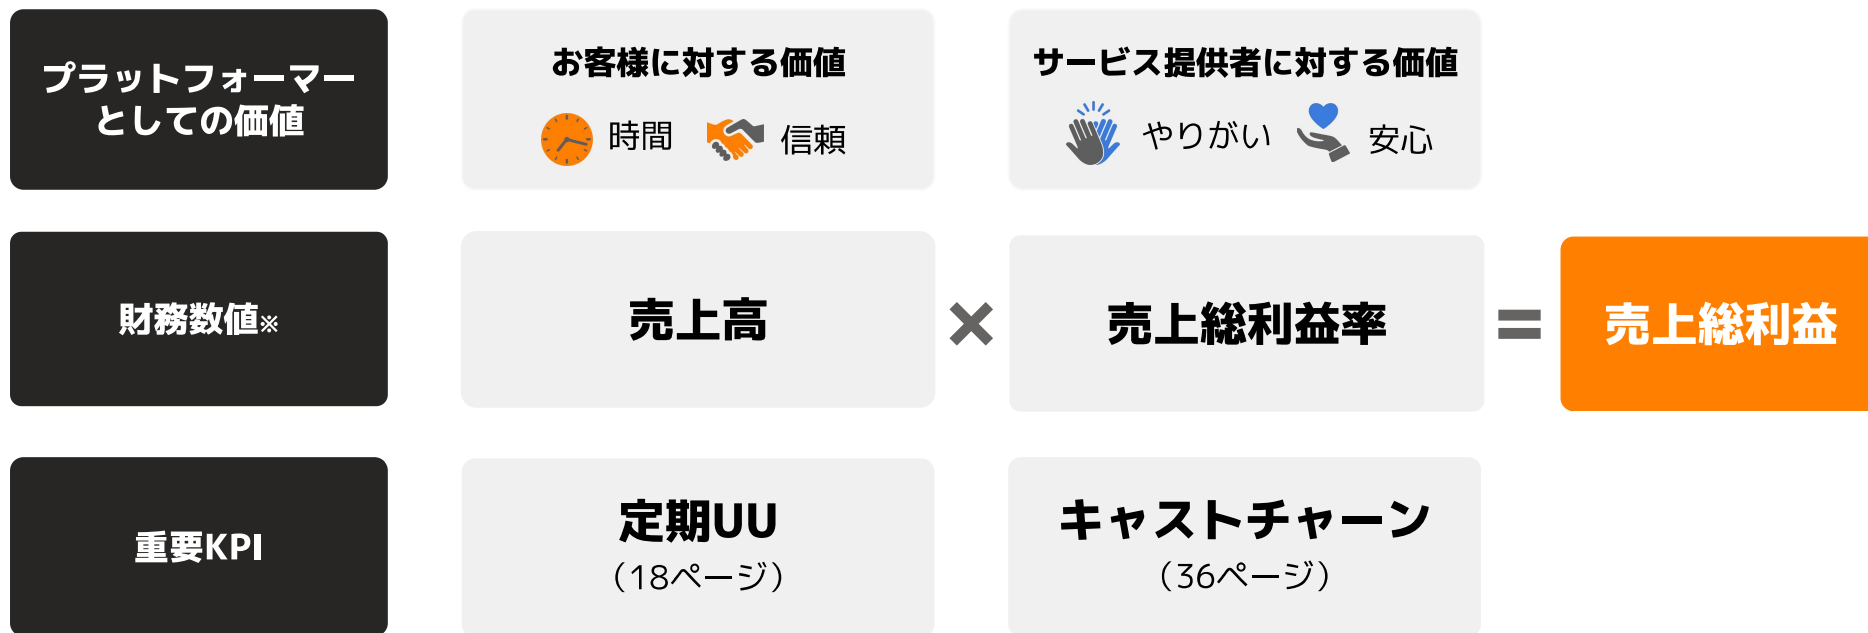 プラットフォーマー
としての価値
お客様に対する価値
時間
信頼
サービス提供者に対する価値
やりがい
安心
財務数値※
売上高
×
売上総利益率
=
売上総利益
重要KPI
定期UU
（18ページ）
キャストチャーン
（36ページ）